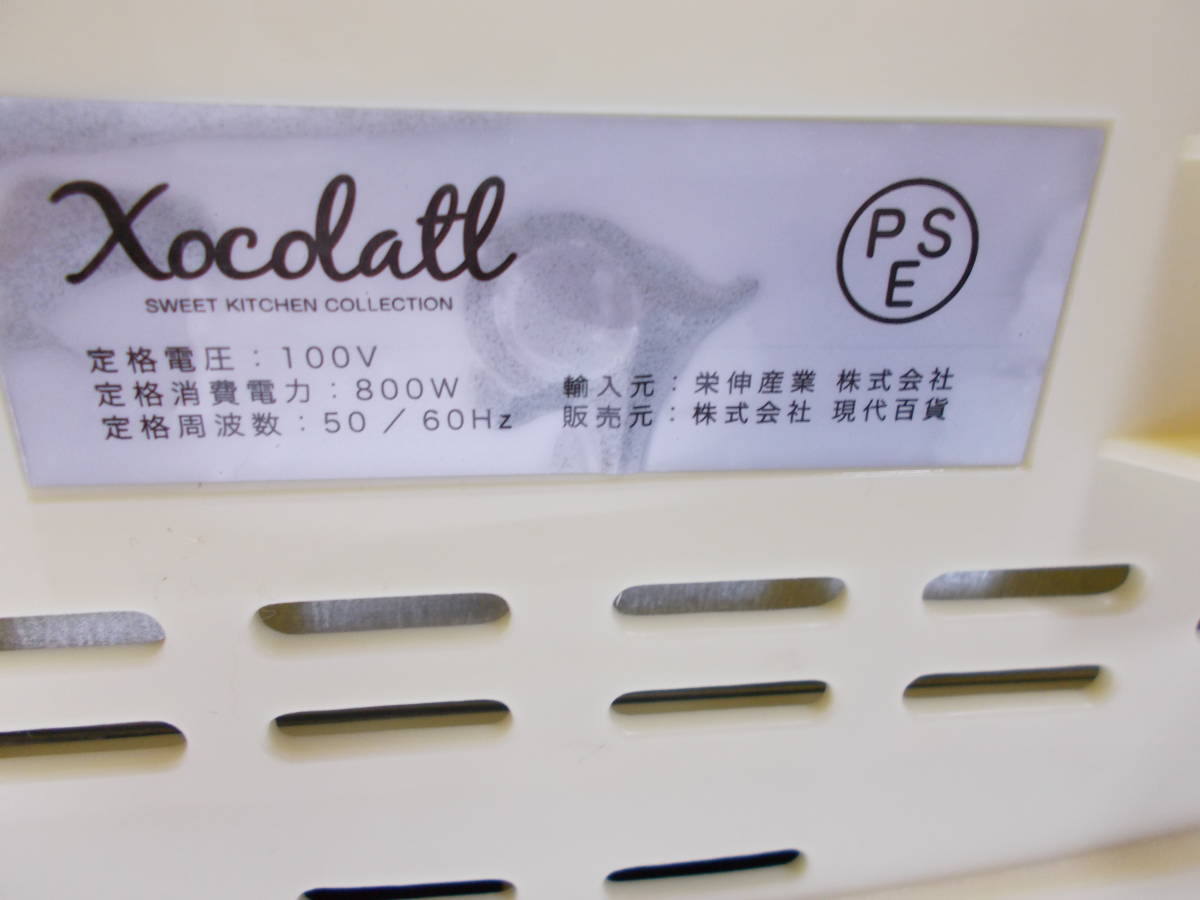 Xocolatl
SWEET KITCHEN COLLECTION
PSE
定格電圧：100V
定格消費電力：800W
定格周波数：50／60Hz
輸入元：栄伸産業 株式会社
販売元：株式会社 現代百貨